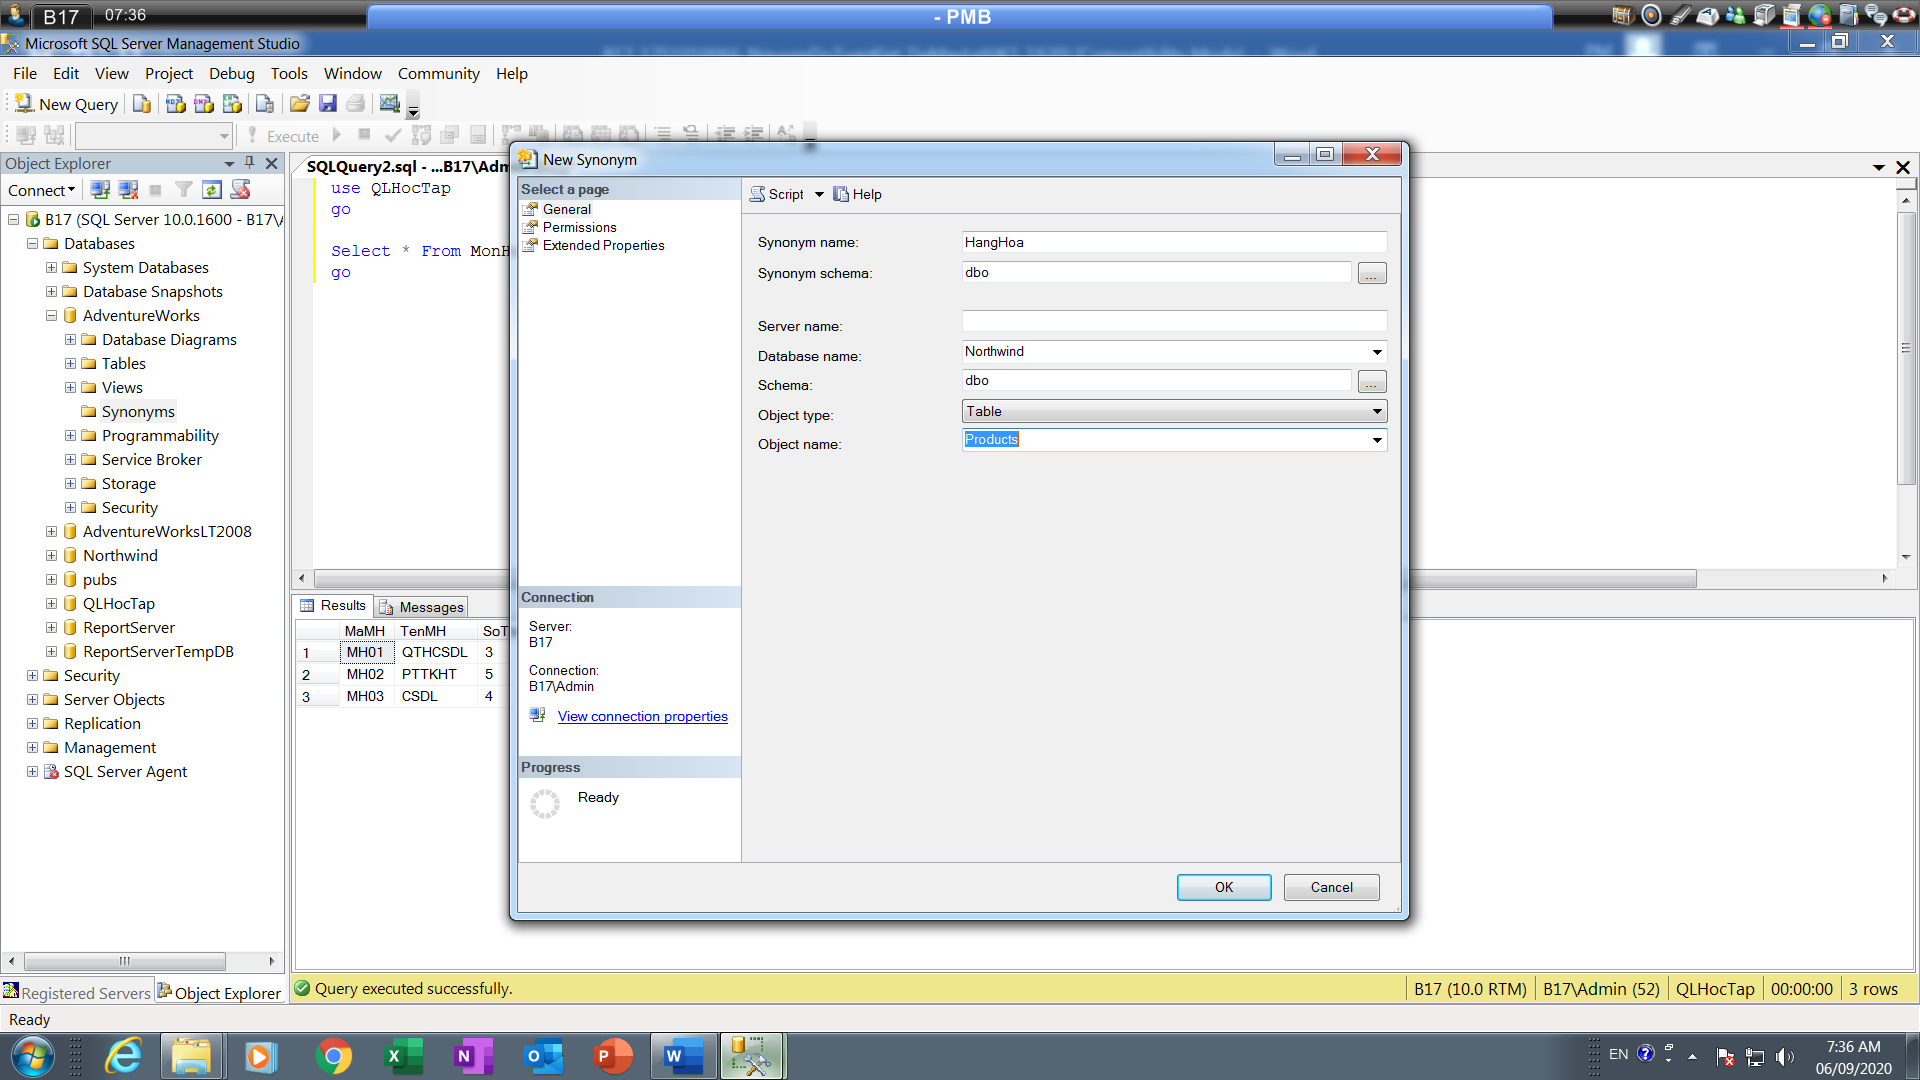 B17
07:36
- PMB
Microsoft SQL Server Management Studio
File Edit View Project Debug Tools Window Community Help
New Query
Execute
Object Explorer
Connect
B17 (SQL Server 10.0.1600 - B17\A
Databases
System Databases
Database Snapshots
AdventureWorks
Database Diagrams
Tables
Views
Synonyms
Programmability
Service Broker
Storage
Security
AdventureWorksLT2008
Northwind
pubs
QLHocTap
ReportServer
ReportServerTempDB
Security
Server Objects
Replication
Management
SQL Server Agent
Registered Servers
Object Explorer
SQLQuery2.sql - ...B17\Adm
use QLHocTap
go
Select * From MonH
go
Results
Messages
MaMH TenMH SoT
1 MH01 QTHCSDL 3
2 MH02 PTTKHT 5
3 MH03 CSDL 4
New Synonym
Select a page
General
Permissions
Extended Properties
Connection
Server:
B17
Connection:
B17\Admin
View connection properties
Progress
Ready
Script
Help
Synonym name: HangHoa
Synonym schema: dbo ...
Server name:
Database name: Northwind
Schema: dbo ...
Object type: Table
Object name: Products
OK
Cancel
Query executed successfully.
B17 (10.0 RTM)
B17\Admin (52)
QLHocTap
00:00:00
3 rows
Ready
EN
7:36 AM
06/09/2020